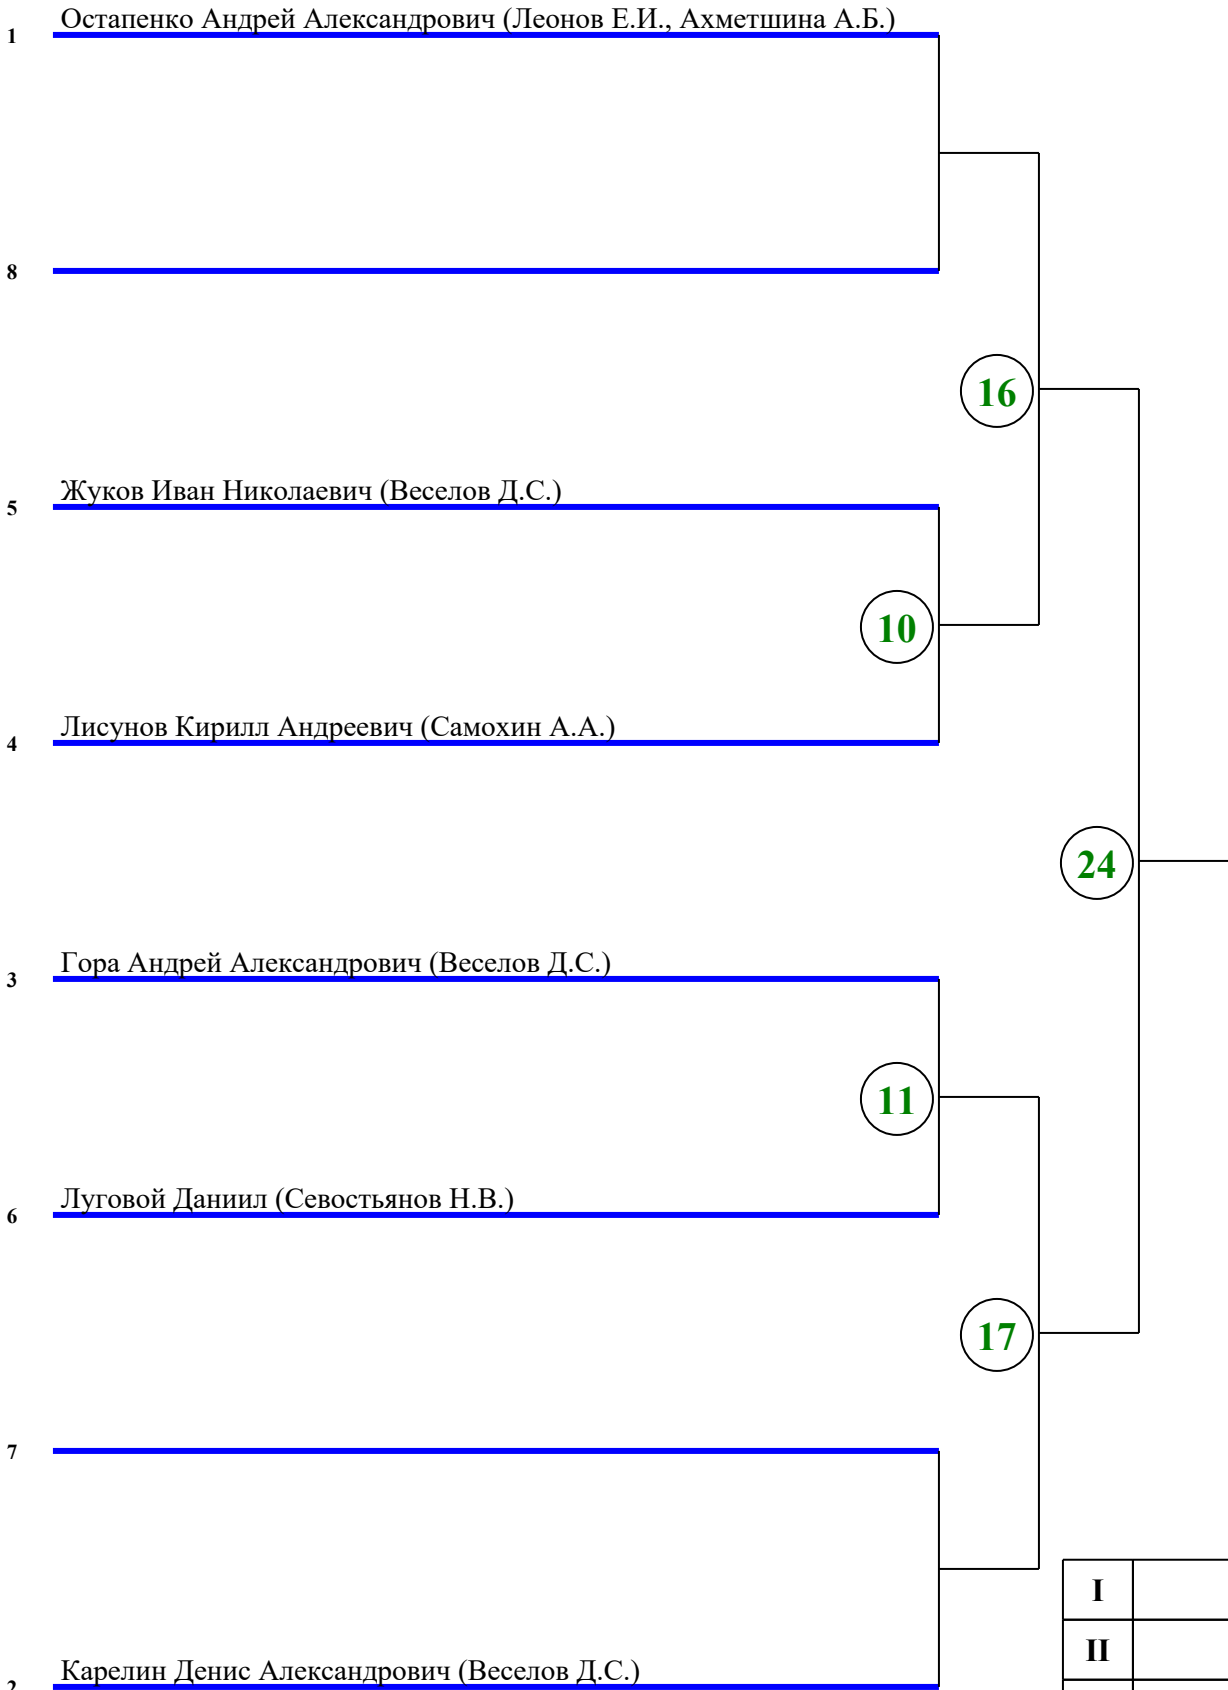 Остапенко Андрей Александрович (Леонов Е.И., Ахметшина А.Б.)
1
8
16
Жуков Иван Николаевич (Веселов Д.С.)
5
10
Лисунов Кирилл Андреевич (Самохин А.А.)
4
24
Гора Андрей Александрович (Веселов Д.С.)
3
11
Луговой Даниил (Севостьянов Н.В.)
6
17
7
I
II
Карелин Денис Александрович (Веселов Д.С.)
2